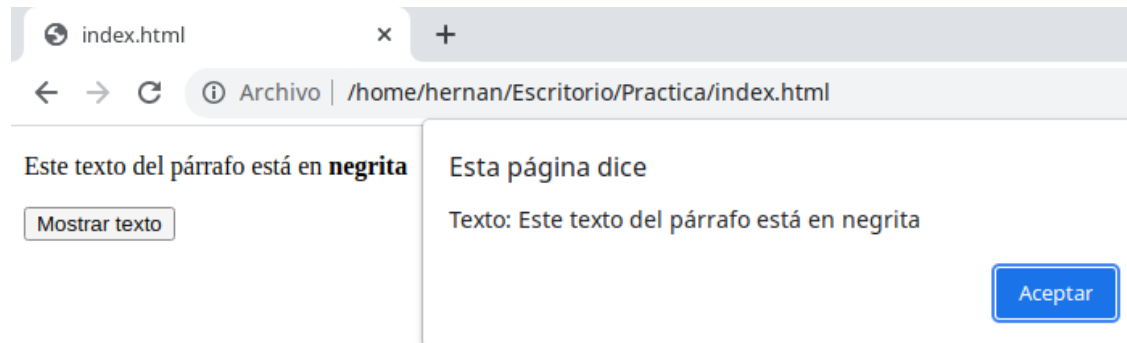 index.html
Archivo | /home/hernan/Escritorio/Practica/index.html
Este texto del párrafo está en negrita
Mostrar texto
Esta página dice
Texto: Este texto del párrafo está en negrita
Aceptar